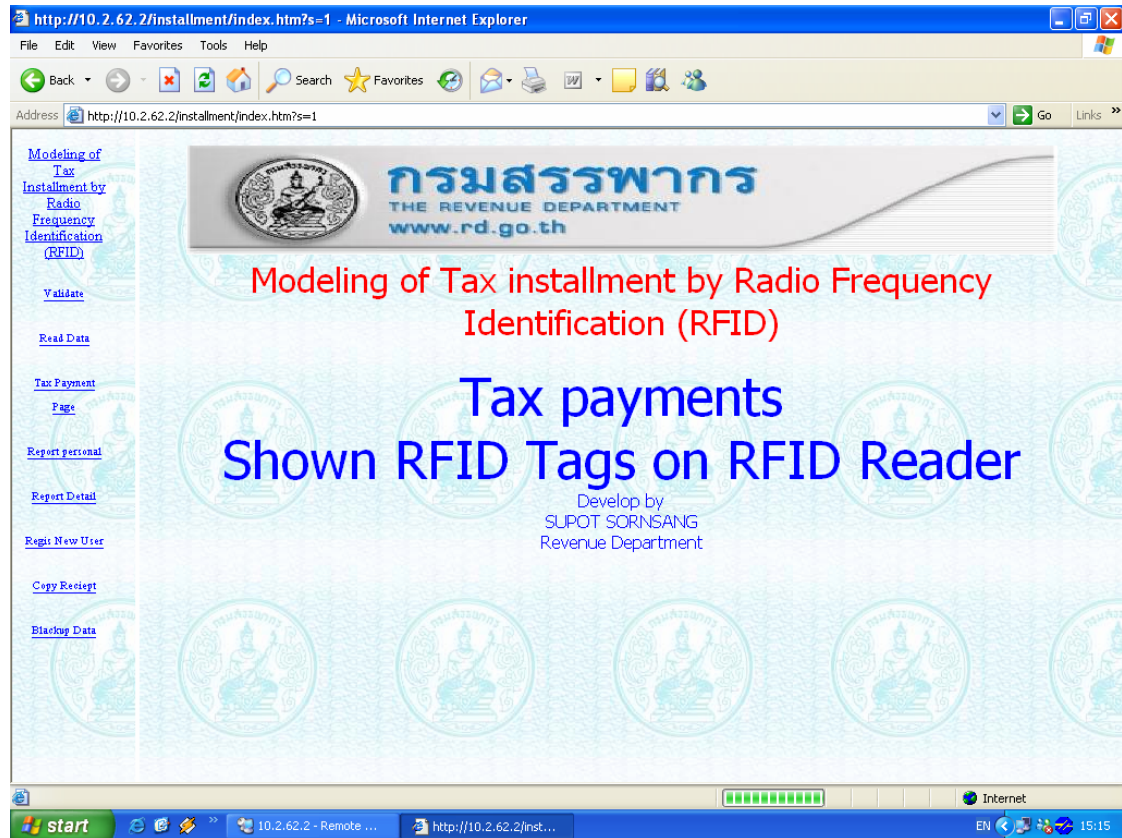 http://10.2.62.2/installment/index.htm?s=1 - Microsoft Internet Explorer
File Edit View Favorites Tools Help
Back Search Favorites
Address http://10.2.62.2/installment/index.htm?s=1 Go Links »
Modeling of
Tax
Installment by
Radio
Frequency
Identification
(RFID)
Validate
Read Data
Tax Payment
Page
Report personal
Report Detail
Regis New User
Copy Reciept
Blackup Data
กรมสรรพากร
THE REVENUE DEPARTMENT
www.rd.go.th
Modeling of Tax installment by Radio Frequency
Identification (RFID)
Tax payments
Shown RFID Tags on RFID Reader
Develop by
SUPOT SORNSANG
Revenue Department
Internet
start » 10.2.62.2 - Remote ... http://10.2.62.2/inst... EN 15:15